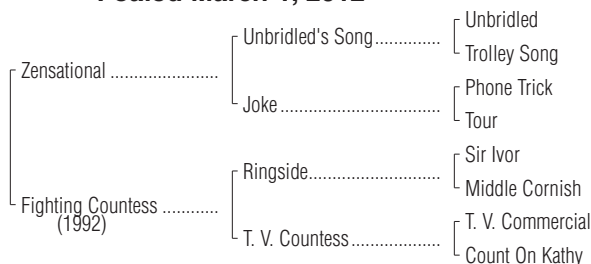 Foaled March 1, 2012
Unbridled
Unbridled's Song
Trolley Song
Zensational
Phone Trick
Joke
Tour
Sir Ivor
Ringside
Middle Cornish
Fighting Countess
(1992)
T. V. Commercial
T. V. Countess
Count On Kathy